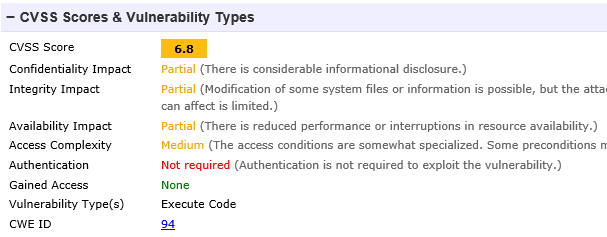 − CVSS Scores & Vulnerability Types
CVSS Score 6.8
Confidentiality Impact Partial (There is considerable informational disclosure.)
Integrity Impact Partial (Modification of some system files or information is possible, but the
can affect is limited.)
Availability Impact Partial (There is reduced performance or interruptions in resource availability.)
Access Complexity Medium (The access conditions are somewhat specialized. Some preconditions
Authentication Not required (Authentication is not required to exploit the vulnerability.)
Gained Access None
Vulnerability Type(s) Execute Code
CWE ID 94